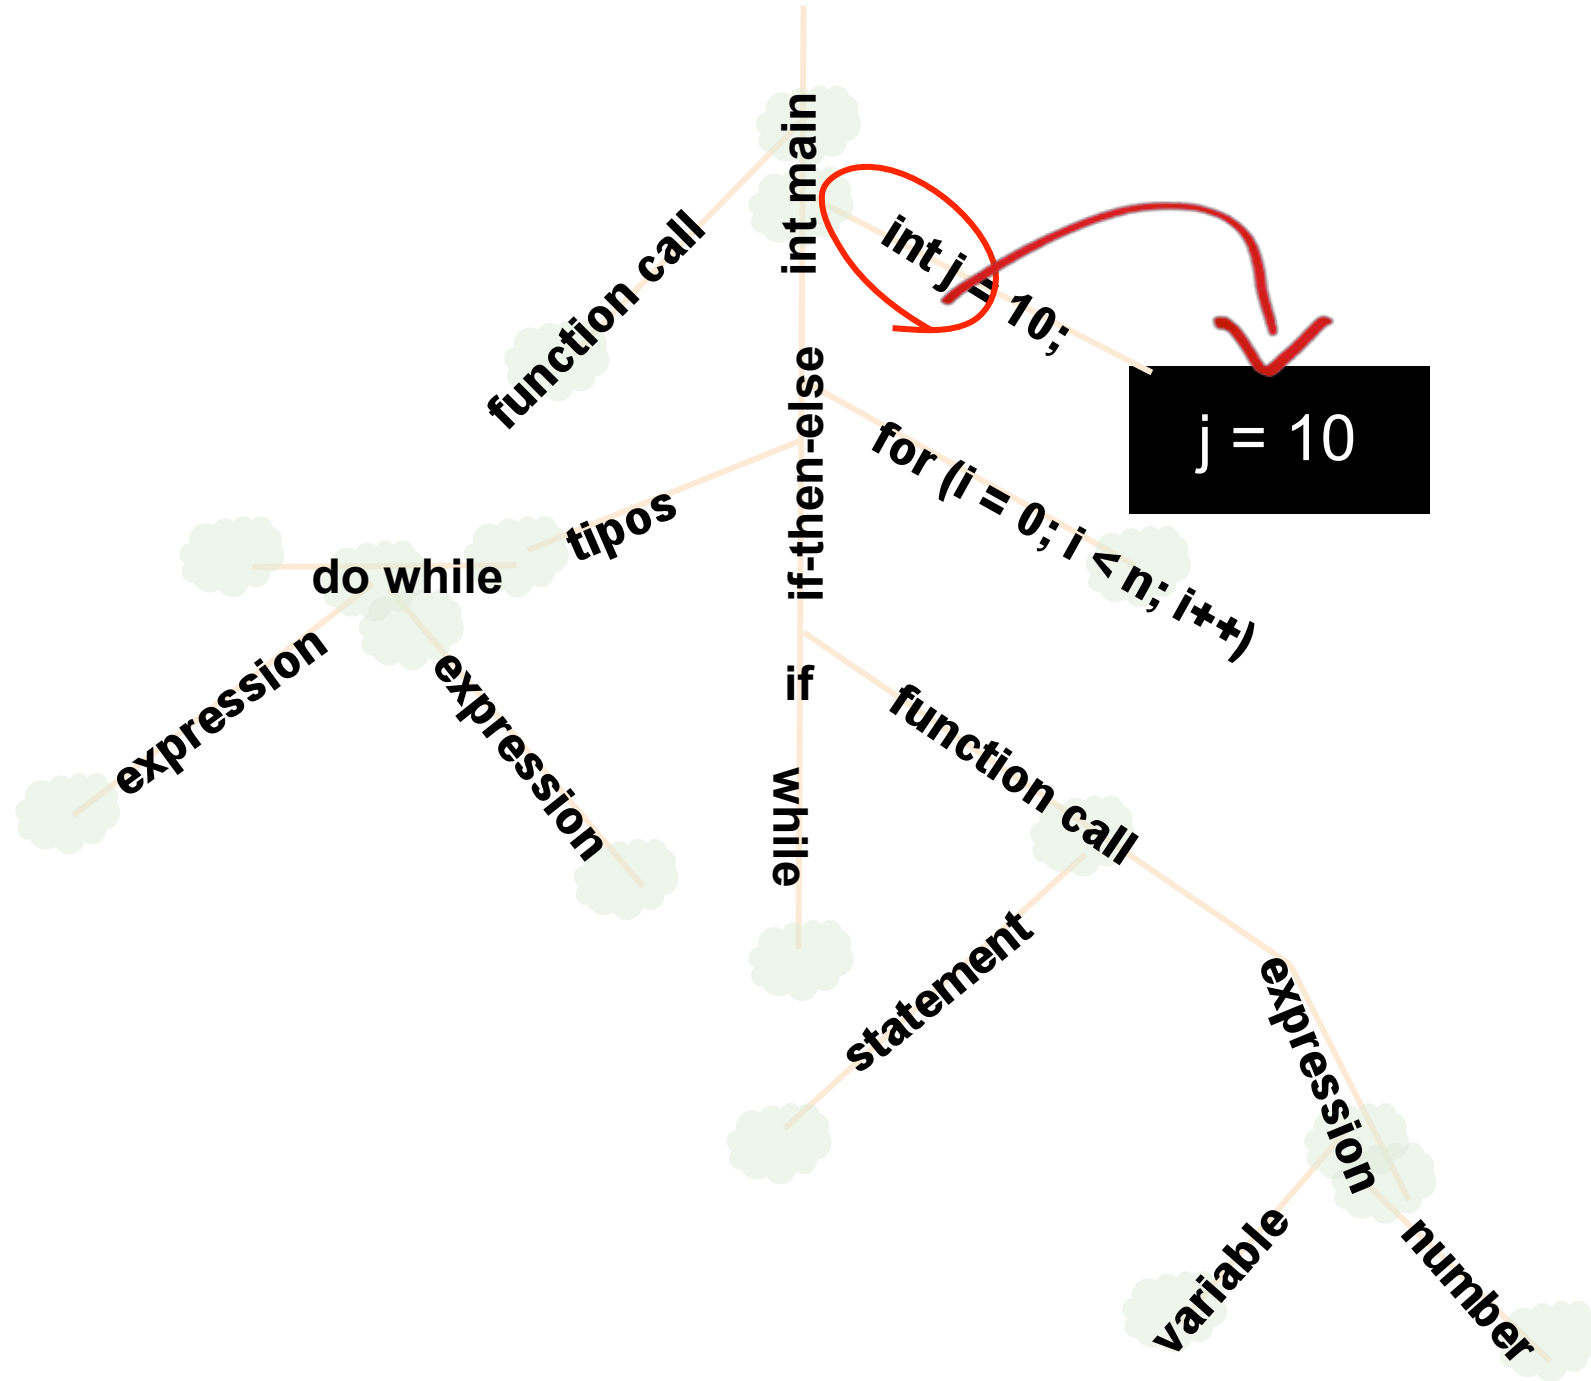 int main
function call
int j = 10;
j = 10
if-then-else
for (i = 0; i < n; i++)
tipos
do while
expression
expression
if
function call
while
statement
expression
variable
number